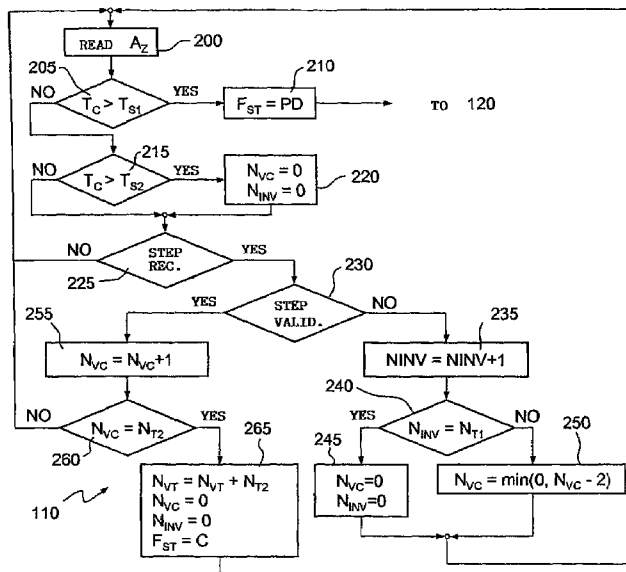 READ A_Z
200
205
NO
T_C > T_S1
YES
210
F_ST = PD
TO 120
NO
T_C > T_S2
215
YES
N_VC = 0
N_INV = 0
220
NO
STEP
REC.
YES
225
230
YES
STEP
VALID.
NO
255
N_VC = N_VC+1
235
NINV = NINV+1
NO
N_VC = N_T2
YES
260
240
YES
N_INV = N_T1
NO
245
N_VC=0
N_INV=0
250
N_VC = min(0, N_VC - 2)
265
N_VT = N_VT + N_T2
N_VC = 0
N_INV = 0
F_ST = C
110